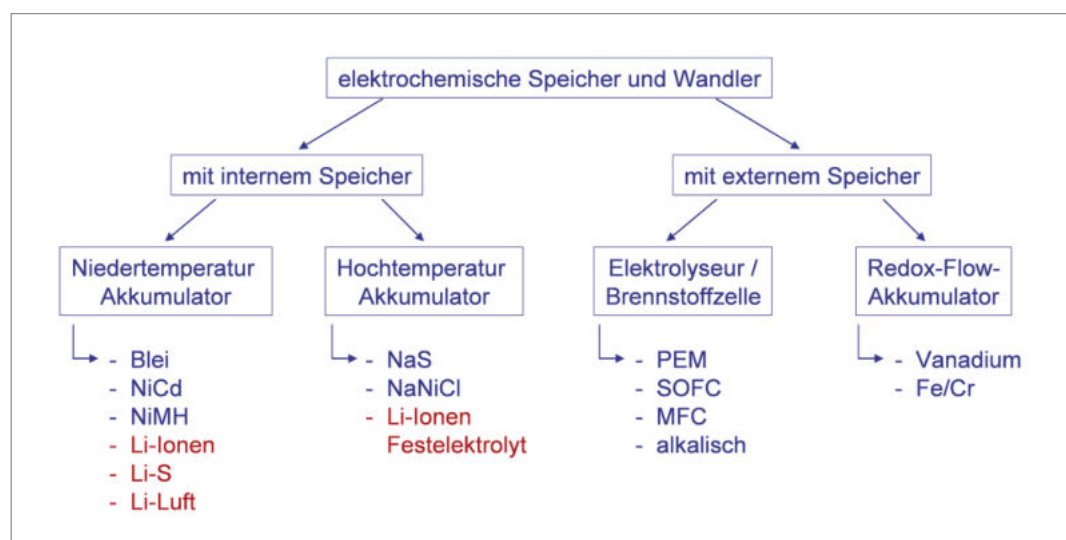 elektrochemische Speicher und Wandler
mit internem Speicher
mit externem Speicher
Niedertemperatur
Akkumulator
- Blei
- NiCd
- NiMH
- Li-Ionen
- Li-S
- Li-Luft
Hochtemperatur
Akkumulator
- NaS
- NaNiCl
- Li-Ionen
Festelektrolyt
Elektrolyseur /
Brennstoffzelle
- PEM
- SOFC
- MFC
- alkalisch
Redox-Flow-
Akkumulator
- Vanadium
- Fe/Cr